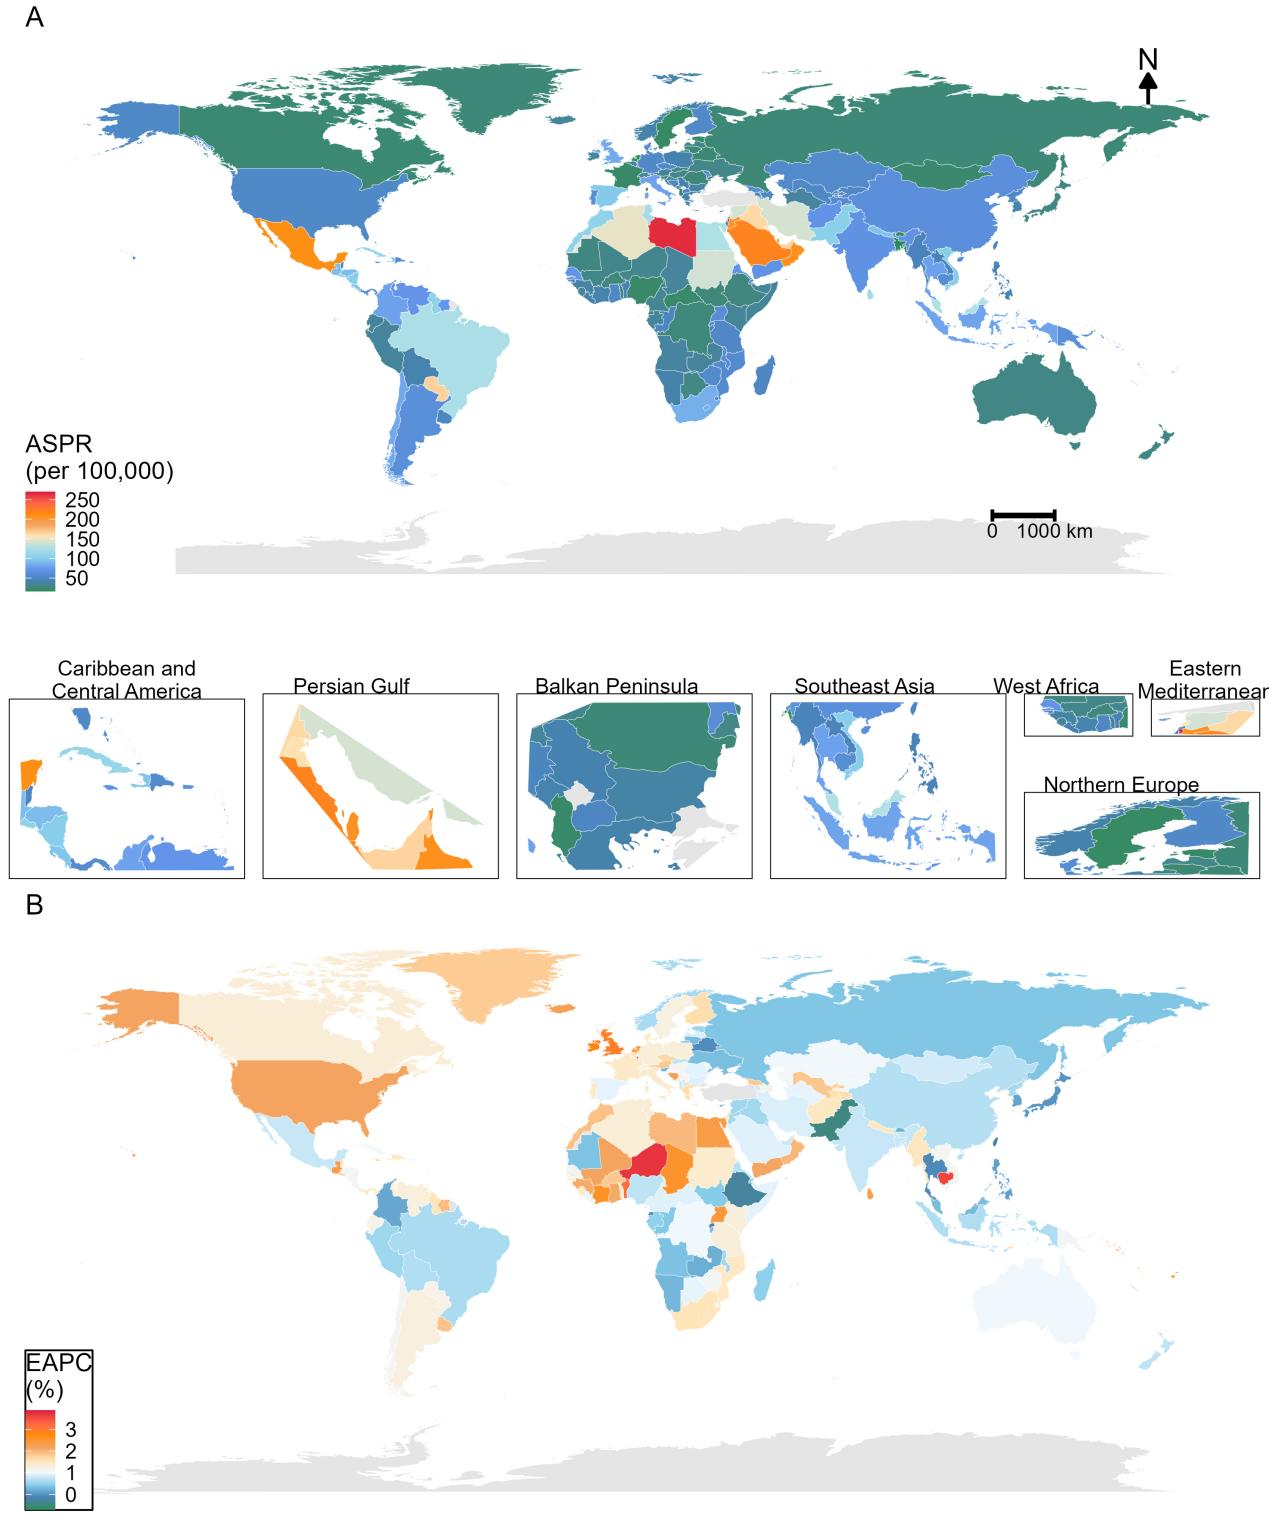 A
N
ASPR
(per 100,000)
250
200
150
100
50
0 1000 km
Caribbean and
Central America
Persian Gulf
Balkan Peninsula
Southeast Asia
West Africa
Eastern
Mediterranean
Northern Europe
B
EAPC
(%)
3
2
1
0